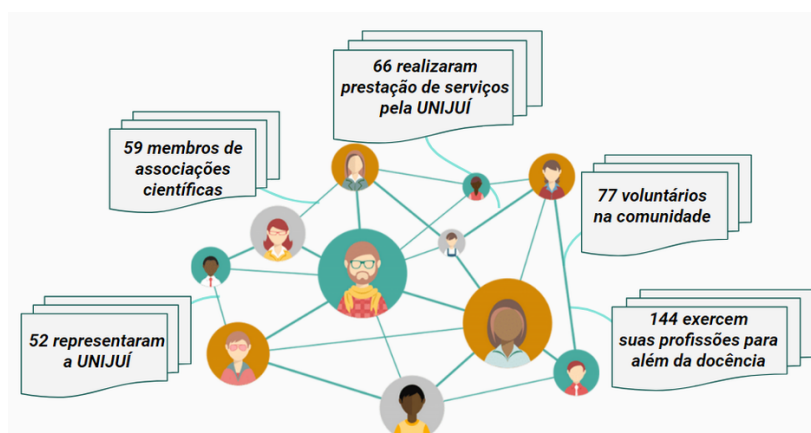 66 realizaram
prestação de serviços
pela UNIJUÍ
59 membros de
associações
científicas
77 voluntários
na comunidade
52 representaram
a UNIJUÍ
144 exercem
suas profissões para
além da docência